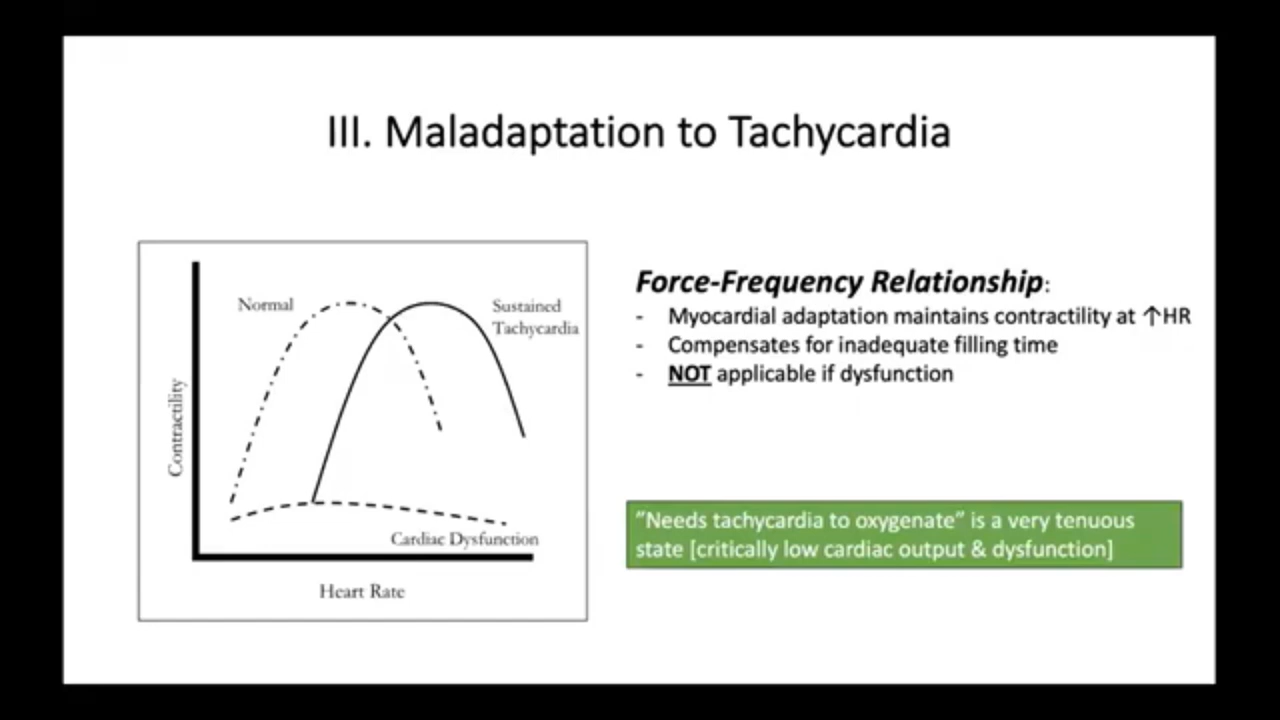 III. Maladaptation to Tachycardia
Normal
Sustained
Tachycardia
Contractility
Cardiac Dysfunction
Heart Rate
Force-Frequency Relationship:
- Myocardial adaptation maintains contractility at ↑HR
- Compensates for inadequate filling time
- NOT applicable if dysfunction
”Needs tachycardia to oxygenate” is a very tenuous
state [critically low cardiac output & dysfunction]